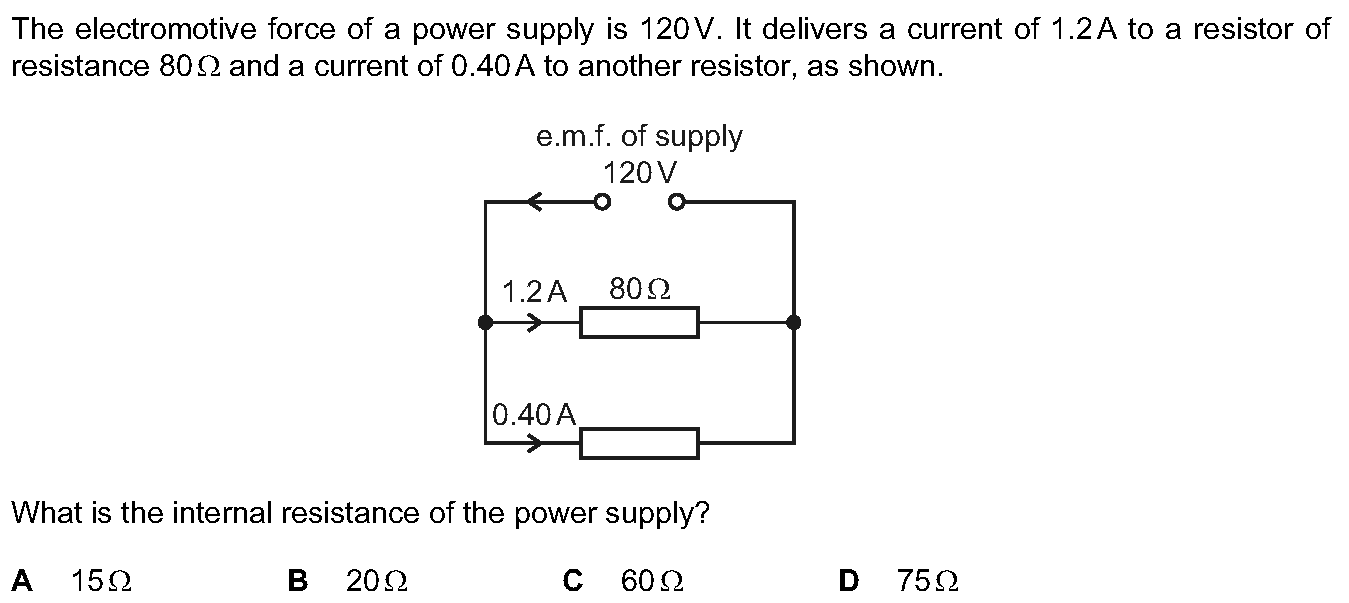 The electromotive force of a power supply is 120 V. It delivers a current of 1.2 A to a resistor of
resistance 80 Ω and a current of 0.40 A to another resistor, as shown.
e.m.f. of supply
120 V
1.2 A 80 Ω
0.40 A
What is the internal resistance of the power supply?
A 15 Ω B 20 Ω C 60 Ω D 75 Ω